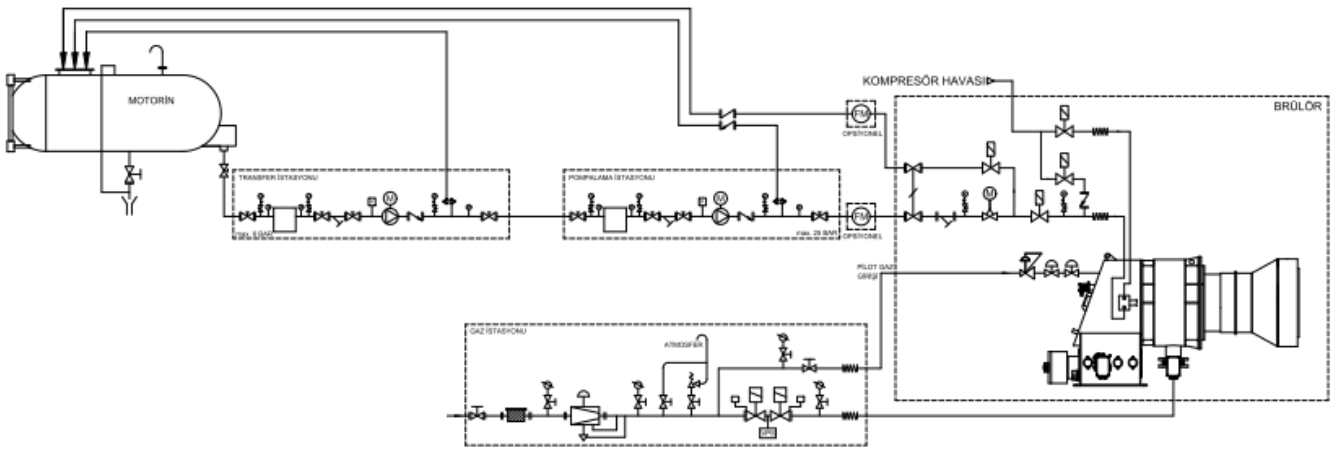 KOMPRESÖR HAVASI
BRÜLÖR
MOTORİN
FM
OPSİYONEL
TRANSFER İSTASYONU
POMPALAMA İSTASYONU
M
M
M
max. 25 BAR
FM
OPSİYONEL
PİLOT GAZ
GİRİŞİ
GAZ İSTASYONU
ATMOSFER